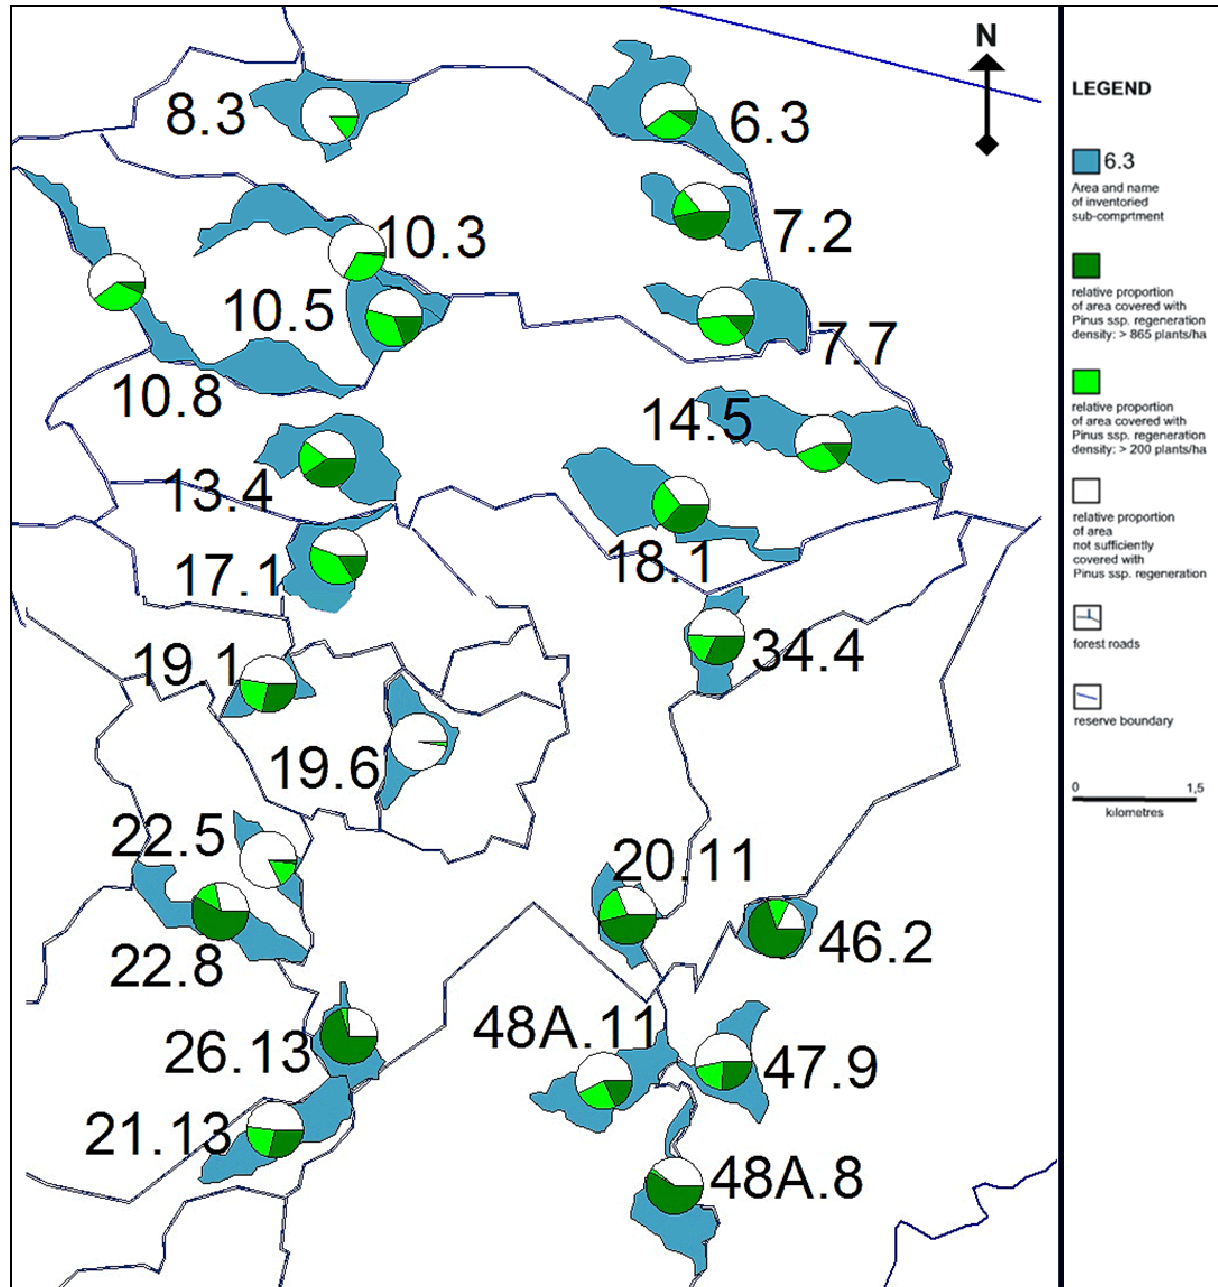 N
8.3
6.3
7.2
10.3
10.5
7.7
10.8
14.5
13.4
18.1
17.1
34.4
19.1
19.6
22.5
20.11
46.2
22.8
48A.11
26.13
47.9
21.13
48A.8
LEGEND
6.3
Area and name
of inventoried
sub-comprtment
relative proportion
of area covered with
Pinus ssp. regeneration
density: > 865 plants/ha
relative proportion
of area covered with
Pinus ssp. regeneration
density: > 200 plants/ha
relative proportion
of area
not sufficiently
covered with
Pinus ssp. regeneration
forest roads
reserve boundary
0 1,5
kilometres